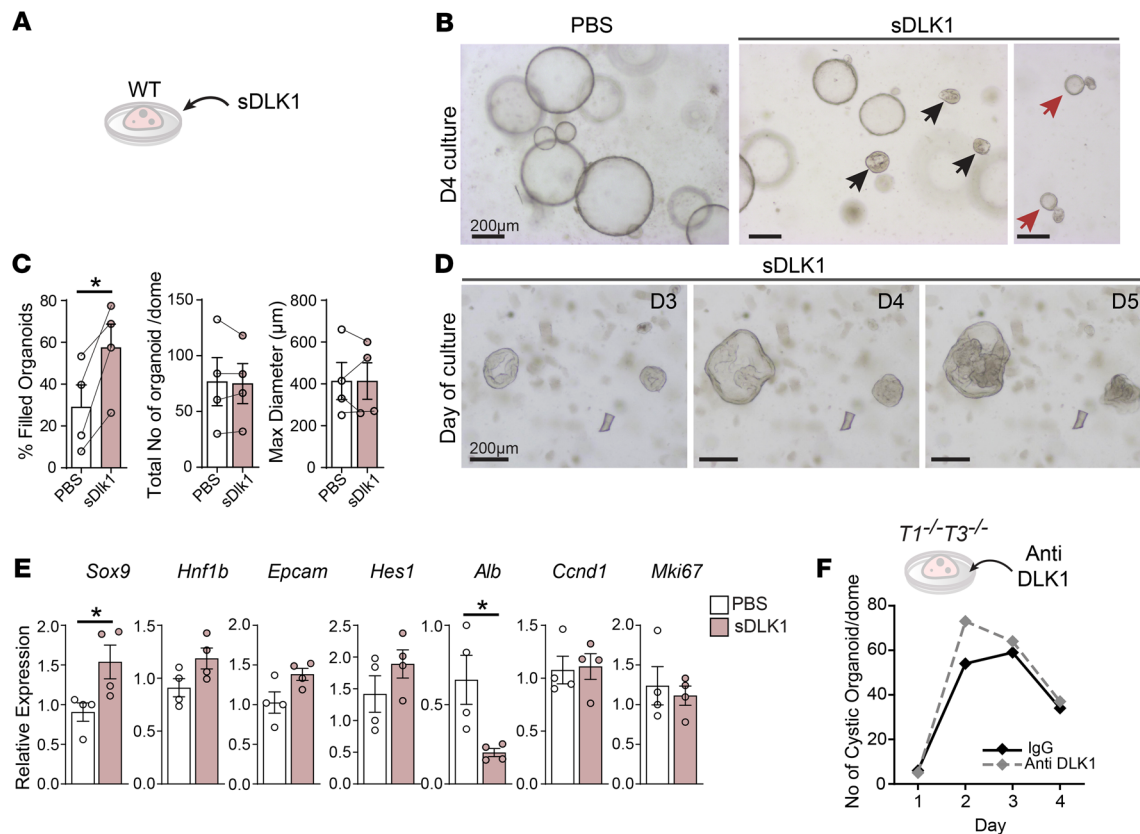 A
WT
sDLK1
B
PBS
sDLK1
D4 culture
200µm
C
% Filled Organoids
80
60
40
20
0
PBS
sDlk1
*
Total No of organoid /dome
150
100
50
0
PBS
sDlk1
Max Diameter (µm)
800
600
400
200
0
PBS
sDlk1
D
sDLK1
Day of culture
D3
D4
D5
200µm
E
Relative Expression
Sox9
Hnf1b
Epcam
Hes1
Alb
Ccnd1
Mki67
PBS
sDLK1
*
*
2.0
1.5
1.0
0.5
0.0
1.5
1.0
0.5
0.0
2.0
1.5
1.0
0.5
0.0
2.5
2.0
1.5
1.0
0.5
0.0
1.0
0.5
0.0
1.5
1.0
0.5
0.0
2.0
1.5
1.0
0.5
0.0
F
T1-/-T3-/-
Anti
DLK1
No of Cystic Organoid/dome
80
60
40
20
0
IgG
Anti DLK1
1 2 3 4
Day